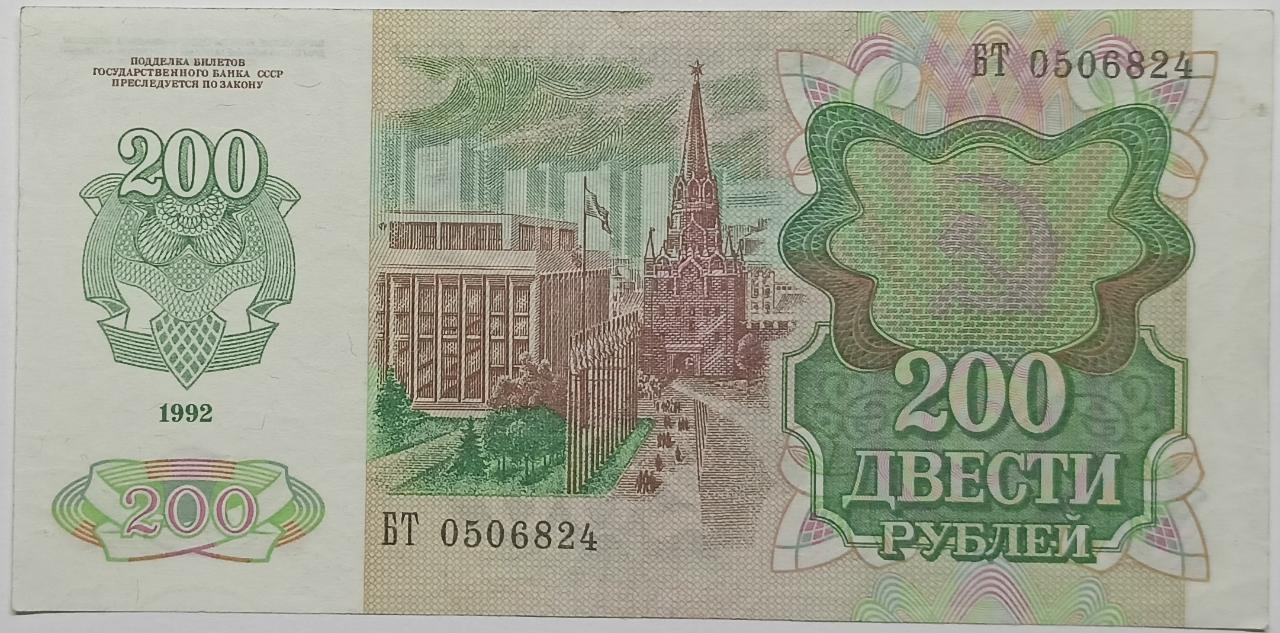 ПОДДЕЛКА БИЛЕТОВ
ГОСУДАРСТВЕННОГО БАНКА СССР
ПРЕСЛЕДУЕТСЯ ПО ЗАКОНУ
200
1992
200
БТ 0506824
БТ 0506824
200
ДВЕСТИ
РУБЛЕЙ